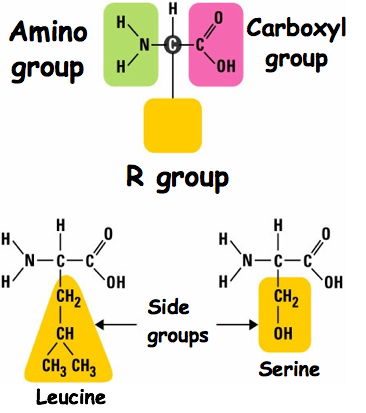 Amino
group
H
H
N
H
C
C
O
OH
Carboxyl
group
R group
H
H
N
H
C
C
O
OH
CH₂
CH
CH₃ CH₃
Leucine
Side
groups
H
H
N
H
C
C
O
OH
CH₂
OH
Serine